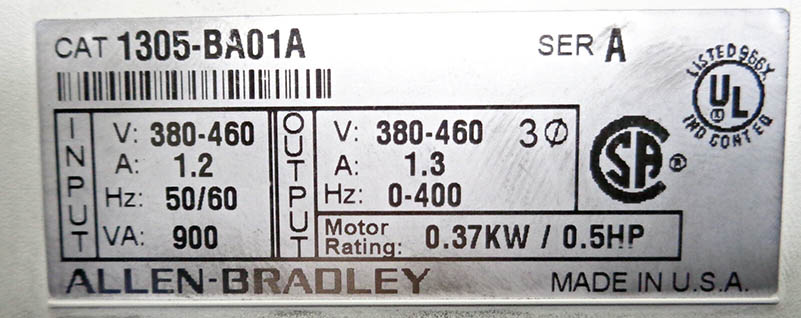 CAT 1305-BA01A SER A
LISTED 966X
UL
IND CONT EQ
INPUT
V: 380-460
A: 1.2
Hz: 50/60
VA: 900
OUTPUT
V: 380-460 3Ø
A: 1.3
Hz: 0-400
Motor
Rating: 0.37KW / 0.5HP
SA ®
ALLEN-BRADLEY MADE IN U.S.A.